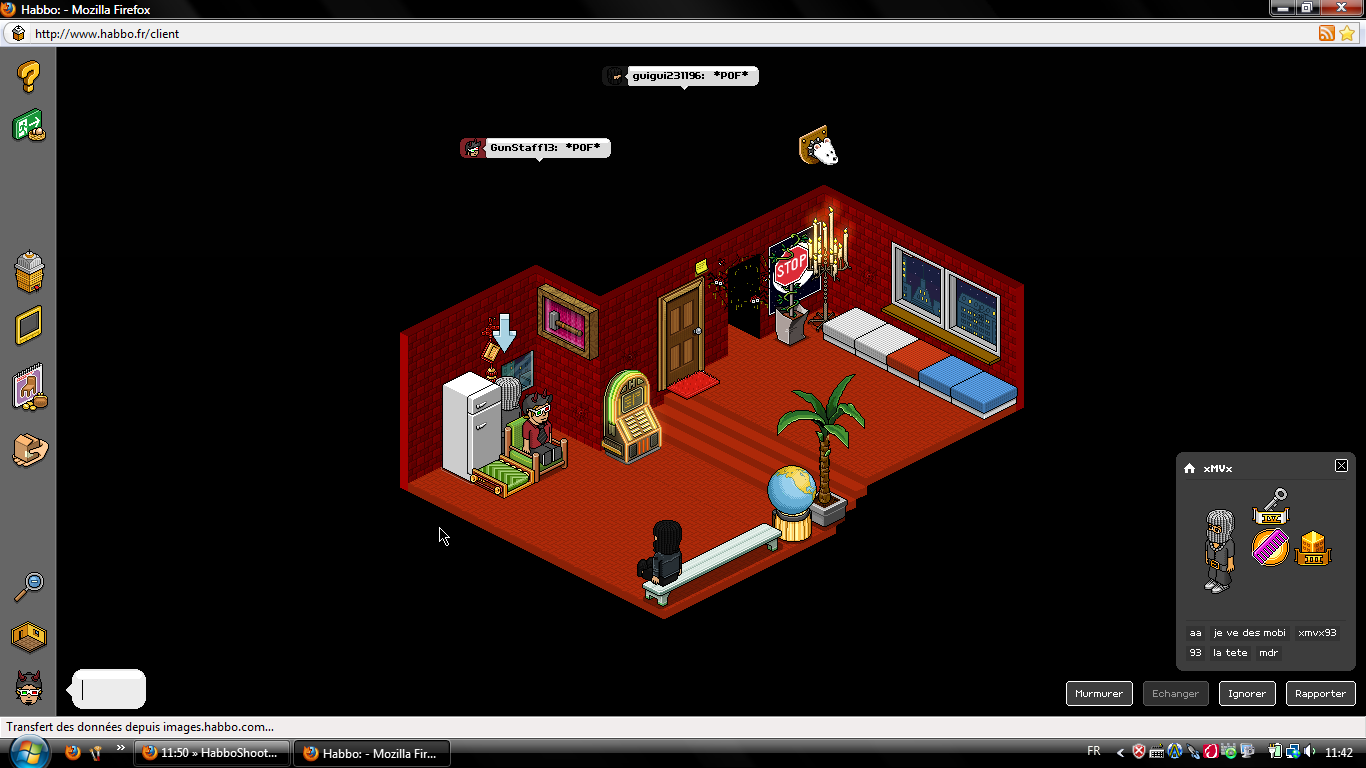 Habbo: - Mozilla Firefox
http://www.habbo.fr/client
guigui231196: *POF*
GunStaff13: *POF*
STOP
xMVx
aa je ve des mobi xmvx93
93 la tete mdr
Murmurer Echanger Ignorer Rapporter
Transfert des données depuis images.habbo.com...
11:50 » HabboShoot... Habbo: - Mozilla Fir... FR 11:42